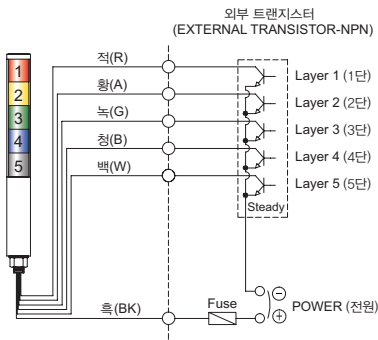 외부 트랜지스터
(EXTERNAL TRANSISTOR-NPN)
1
2
3
4
5
적(R)
황(A)
녹(G)
청(B)
백(W)
흑(BK)
Layer 1 (1단)
Layer 2 (2단)
Layer 3 (3단)
Layer 4 (4단)
Layer 5 (5단)
Steady
Fuse
⊖
⊕
POWER (전원)